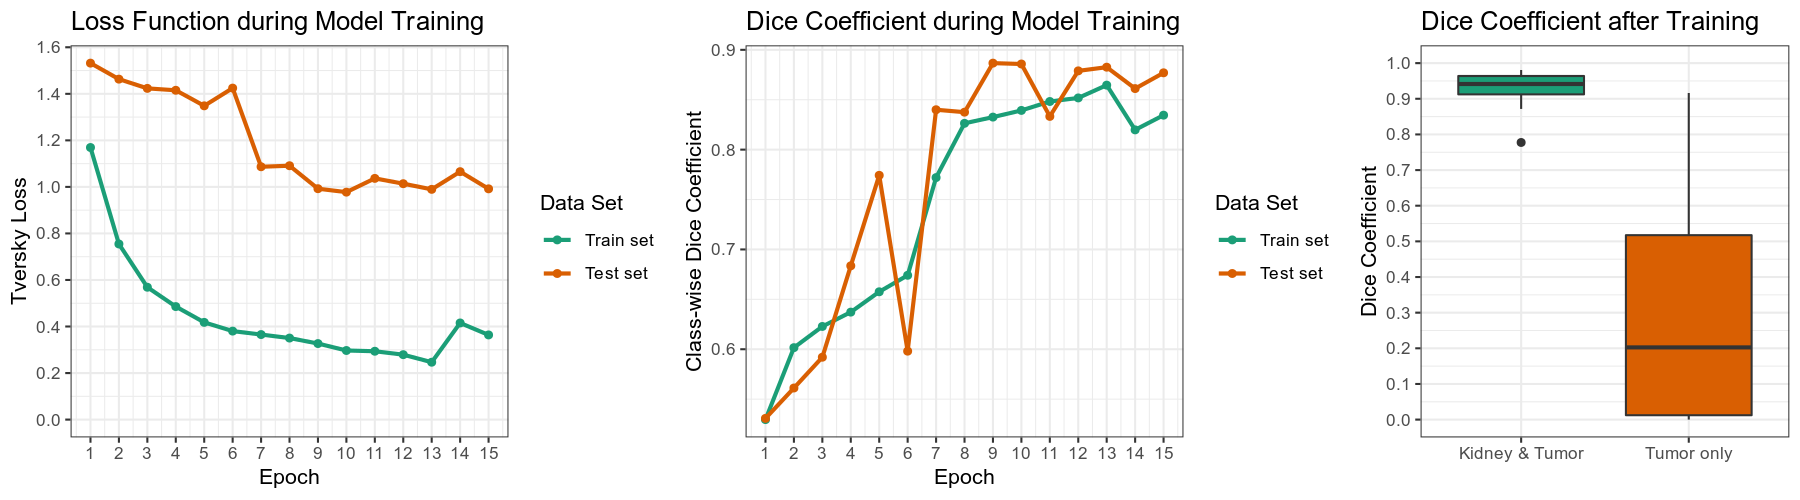 Loss Function during Model Training
1.6
1.4
1.2
1.0
0.8
0.6
0.4
0.2
0.0
Tversky Loss
1 2 3 4 5 6 7 8 9 10 11 12 13 14 15
Epoch
Data Set
Train set
Test set
Dice Coefficient during Model Training
0.9
0.8
0.7
0.6
Class-wise Dice Coefficient
1 2 3 4 5 6 7 8 9 10 11 12 13 14 15
Epoch
Data Set
Train set
Test set
Dice Coefficient after Training
1.0
0.9
0.8
0.7
0.6
0.5
0.4
0.3
0.2
0.1
0.0
Dice Coefficient
Kidney & Tumor Tumor only